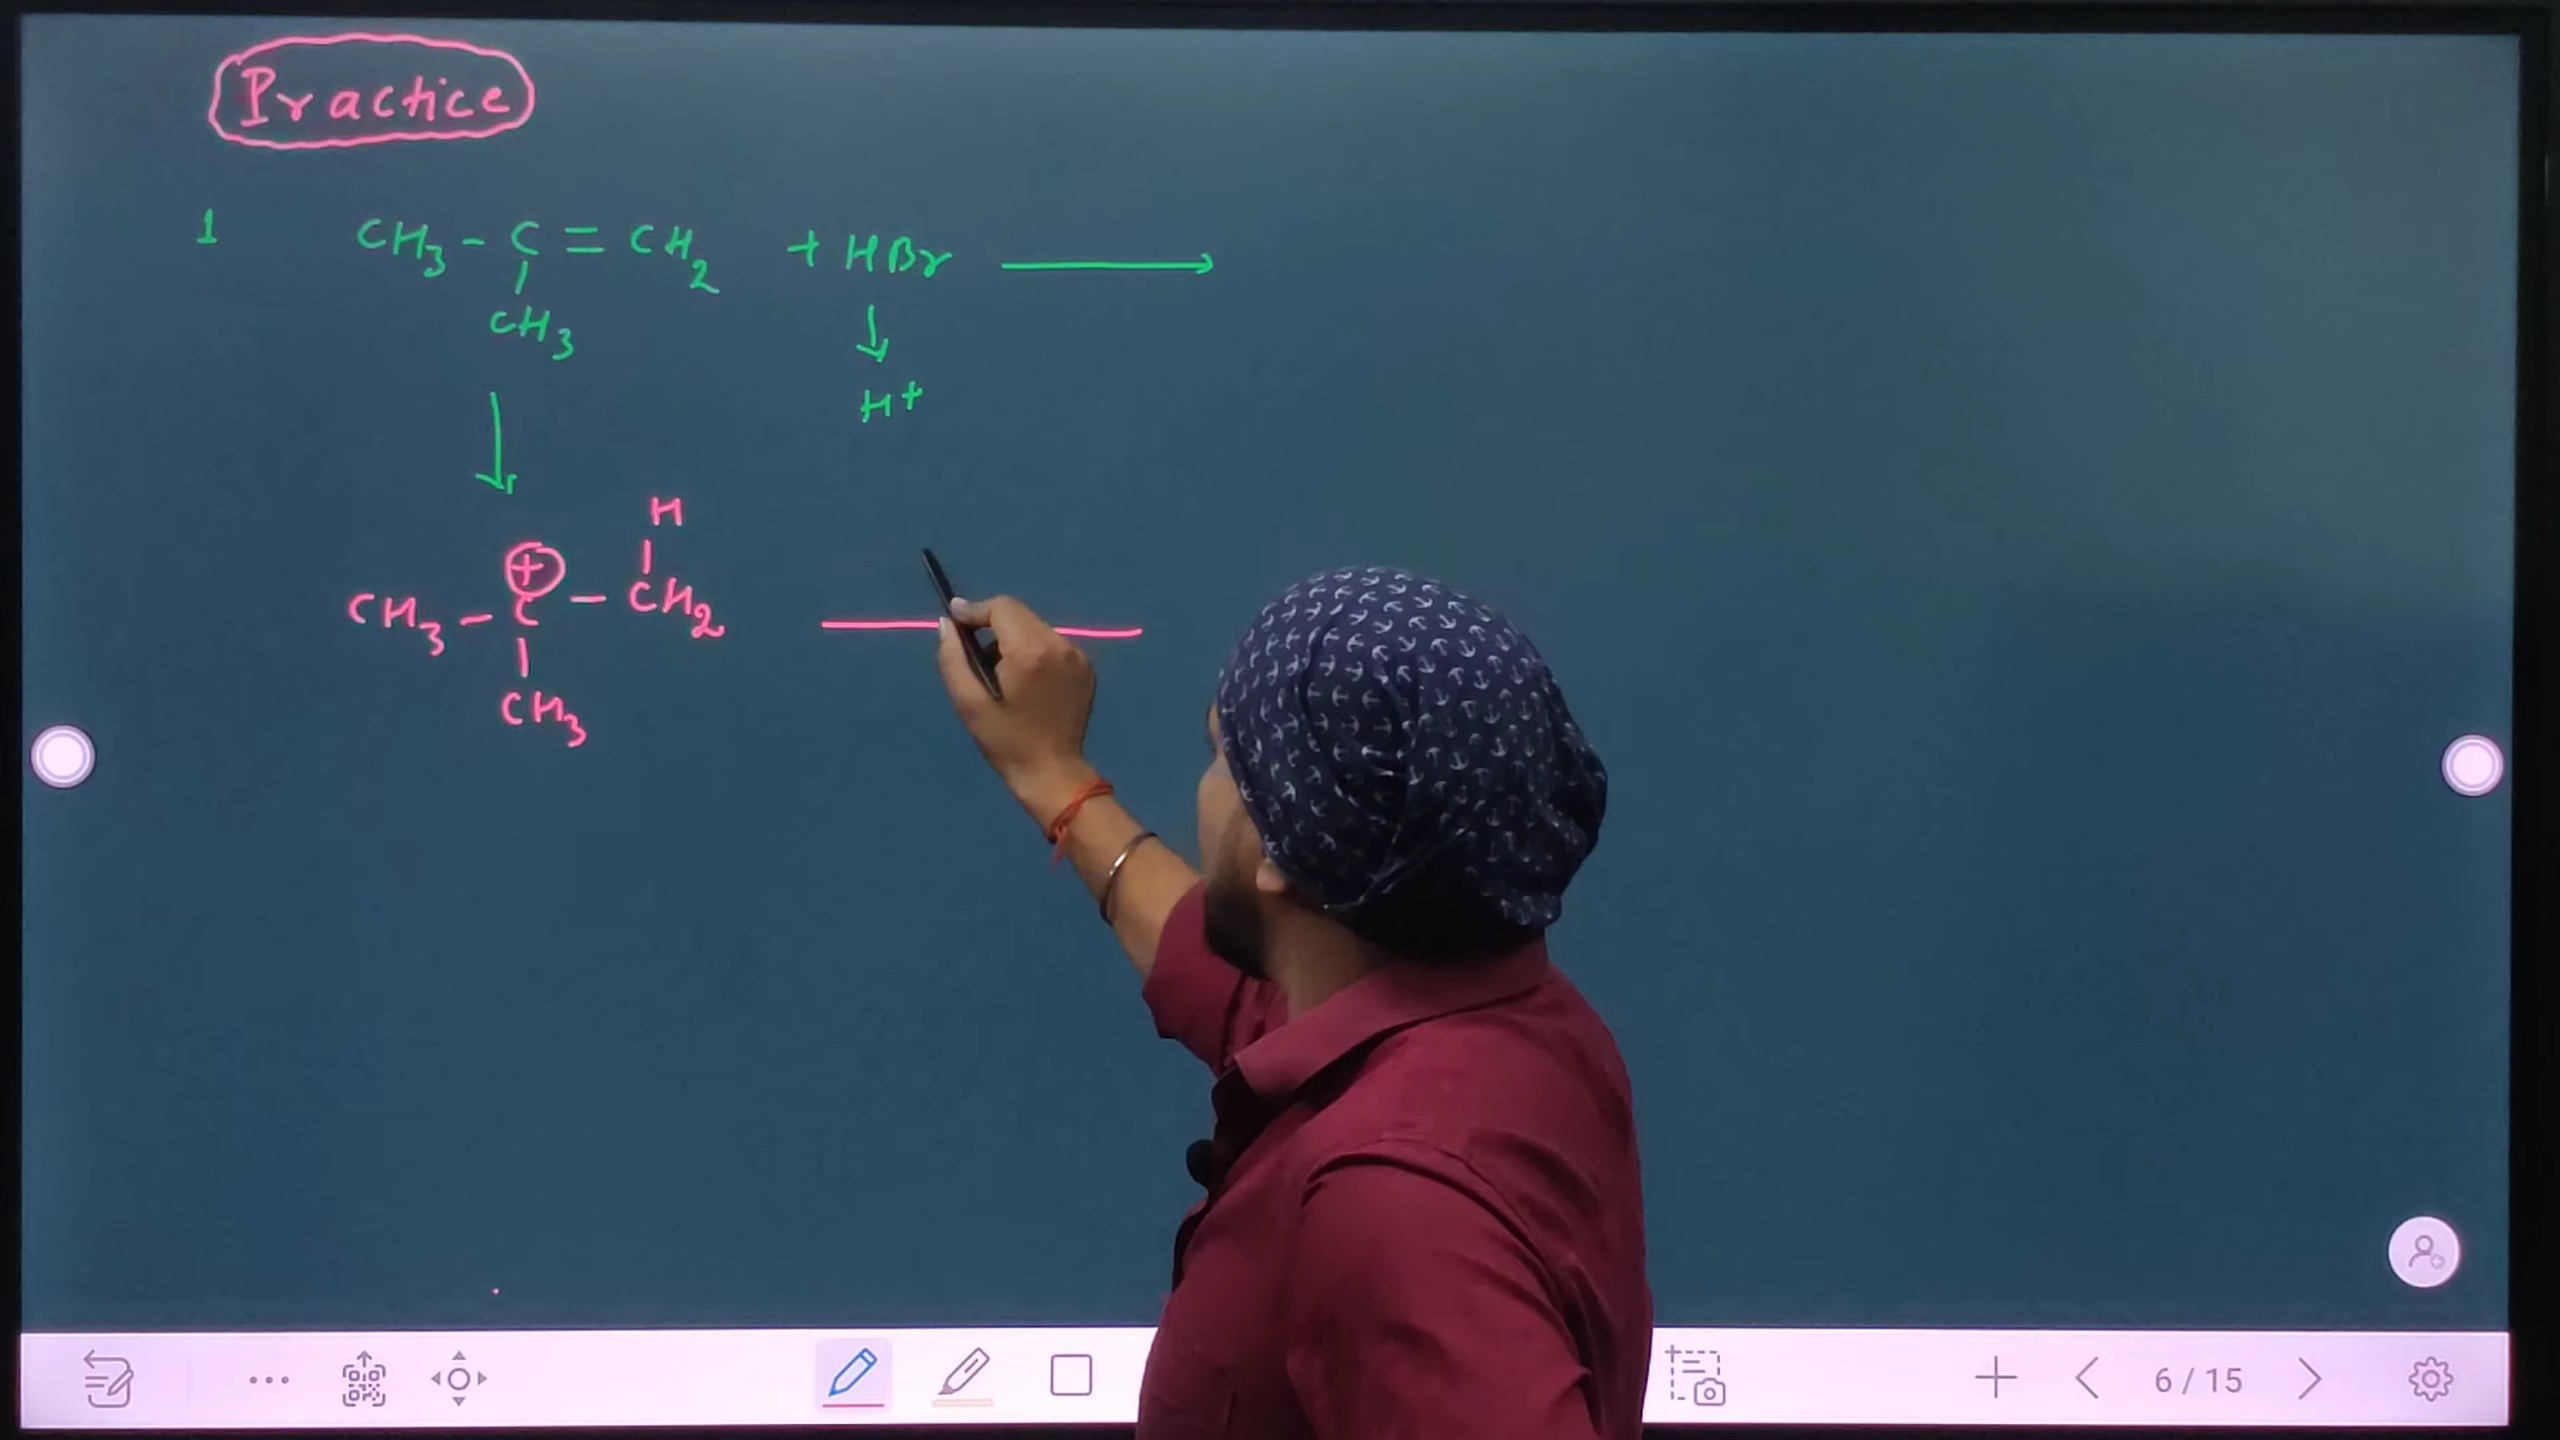 Practice
1 CH3 - C = CH2 + HBr ⟶
CH3 ↓
↓ H+
H
⊕
CH3 - C - CH2
CH3
6 / 15